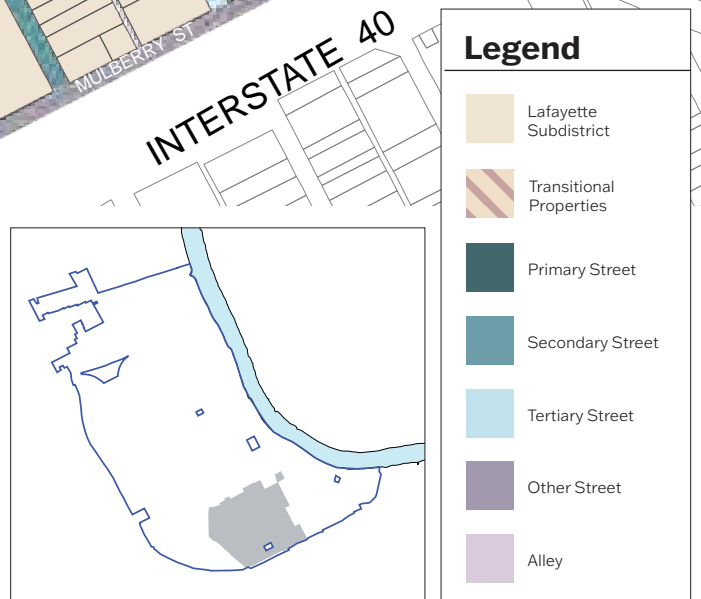 MULBERRY ST
INTERSTATE 40
Legend
Lafayette
Subdistrict
Transitional
Properties
Primary Street
Secondary Street
Tertiary Street
Other Street
Alley